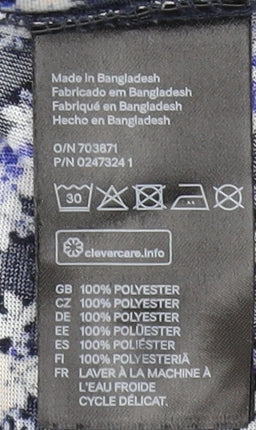 Made in Bangladesh
Fabricado em Bangladesh
Fabriqué en Bangladesh
Hecho en Bangladesh
O/N 703871
P/N 0247324 1
30
clevercare.info
GB 100% POLYESTER
CZ 100% POLYESTER
DE 100% POLYESTER
EE 100% POLÜESTER
ES 100% POLIÉSTER
FI 100% POLYESTERIÄ
FR LAVER À LA MACHINE À
L'EAU FROIDE
CYCLE DÉLICAT.